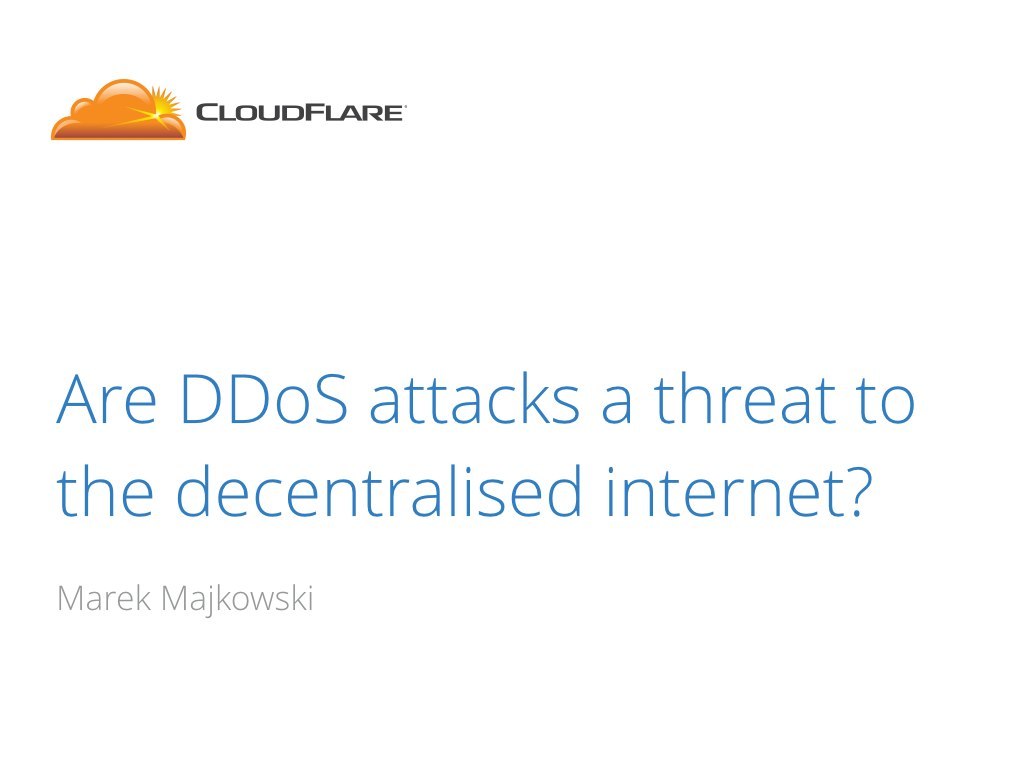 CLOUDFLARE
Are DDoS attacks a threat to
the decentralised internet?
Marek Majkowski